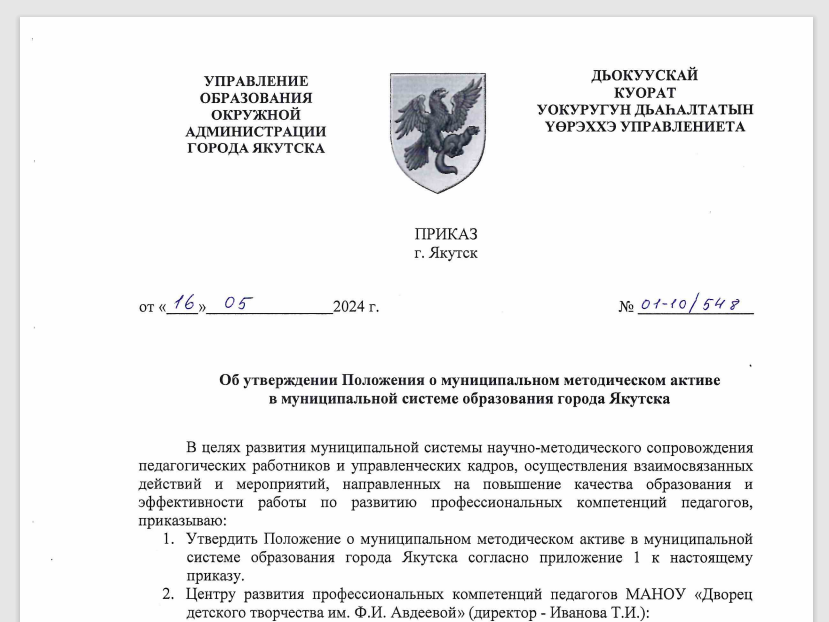 УПРАВЛЕНИЕ
ОБРАЗОВАНИЯ
ОКРУЖНОЙ
АДМИНИСТРАЦИИ
ГОРОДА ЯКУТСКА
ДЬОКУУСКАЙ
КУОРАТ
УОКУРУГУН ДЬАҺАЛТАТЫН
ҮӨРЭХХЭ УПРАВЛЕНИЕТА
ПРИКАЗ
г. Якутск
от «16» 05 2024 г.
№ 01-10/548
Об утверждении Положения о муниципальном методическом активе
в муниципальной системе образования города Якутска
В целях развития муниципальной системы научно-методического сопровождения
педагогических работников и управленческих кадров, осуществления взаимосвязанных
действий и мероприятий, направленных на повышение качества образования и
эффективности работы по развитию профессиональных компетенций педагогов,
приказываю:
1. Утвердить Положение о муниципальном методическом активе в муниципальной
системе образования города Якутска согласно приложение 1 к настоящему
приказу.
2. Центру развития профессиональных компетенций педагогов МАНОУ «Дворец
детского творчества им. Ф.И. Авдеевой» (директор - Иванова Т.И.):